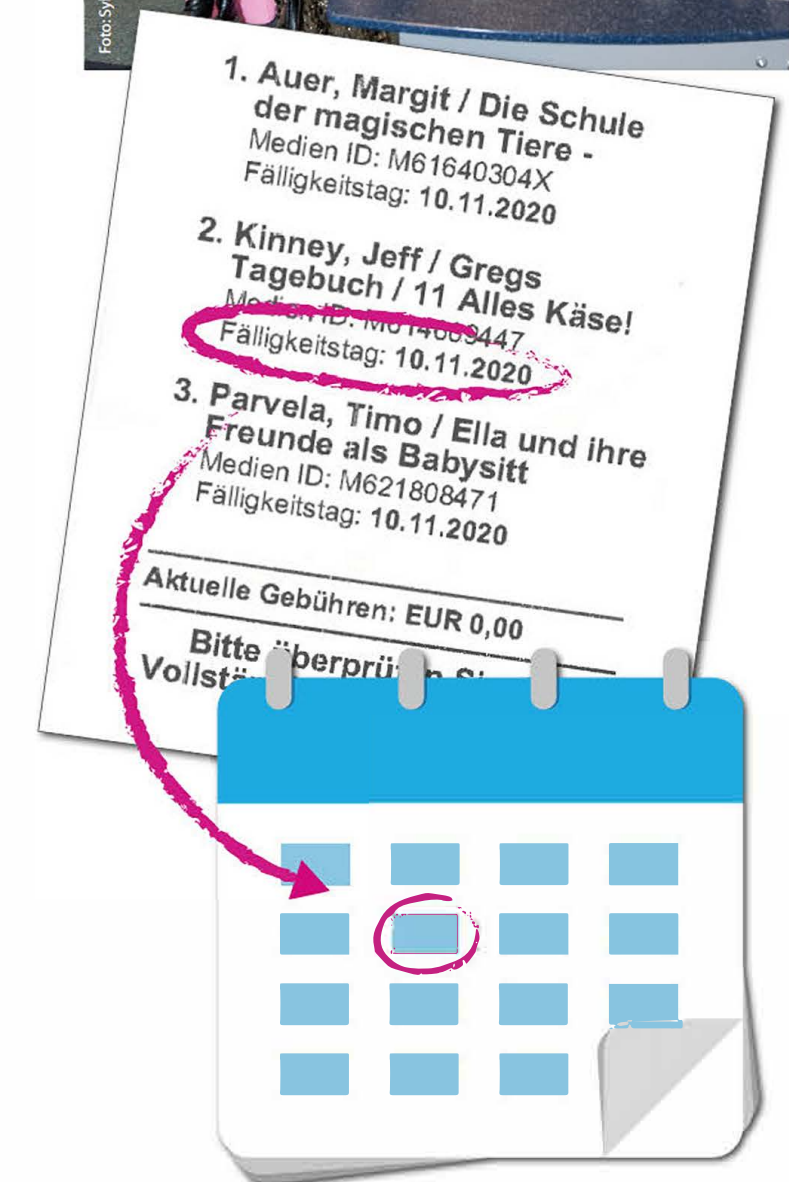 Foto: Sy
1. Auer, Margit / Die Schule
der magischen Tiere -
Medien ID: M61640304X
Fälligkeitstag: 10.11.2020
2. Kinney, Jeff / Gregs
Tagebuch / 11 Alles Käse!
Medien ID:
Fälligkeitstag: 10.11.2020
3. Parvela, Timo / Ella und ihre
Freunde als Babysitt
Medien ID: M621808471
Fälligkeitstag: 10.11.2020
Aktuelle Gebühren: EUR 0,00
Bitte